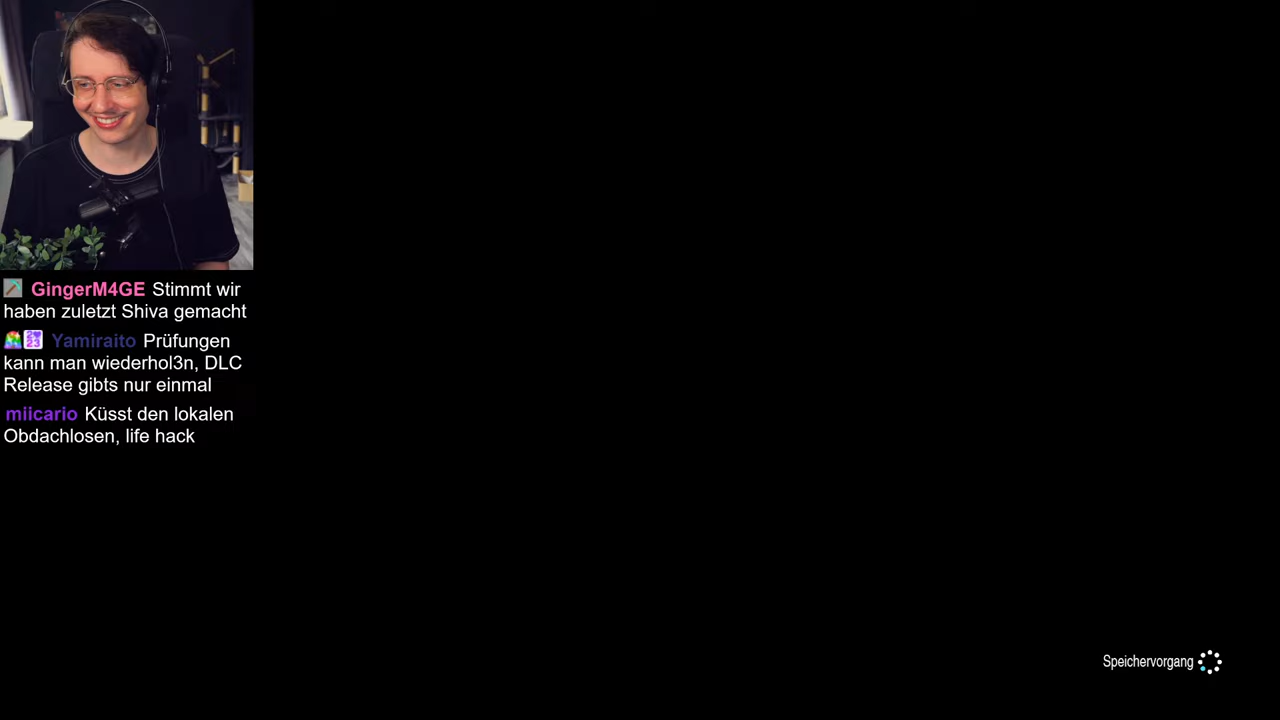 GingerM4GE Stimmt wir
haben zuletzt Shiva gemacht
Yamiraito Prüfungen
kann man wiederhol3n, DLC
Release gibts nur einmal
miicario Küsst den lokalen
Obdachlosen, life hack
Speichervorgang